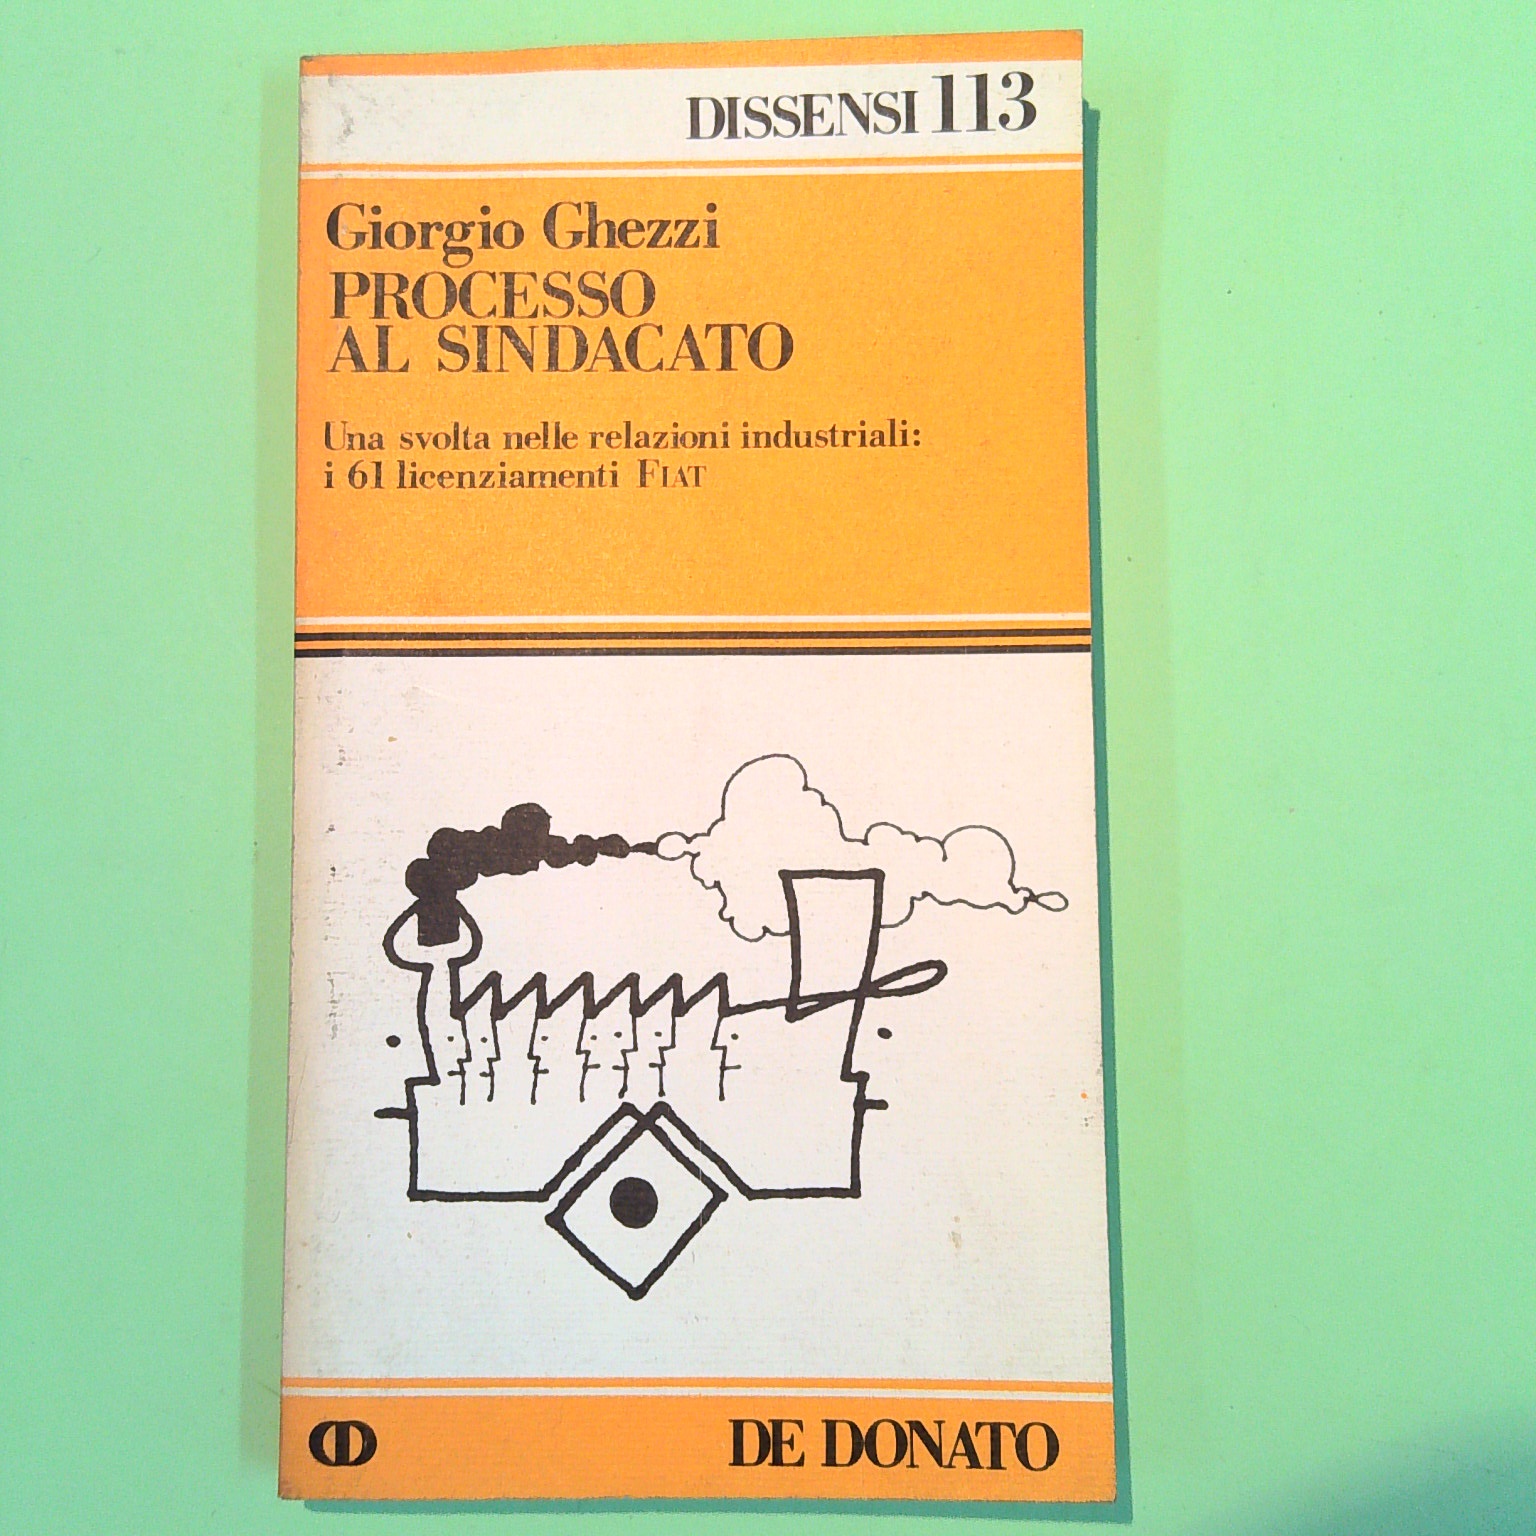 DISSENSI 113
Giorgio Ghezzi
PROCESSO
AL SINDACATO
Una svolta nelle relazioni industriali:
i 61 licenziamenti FIAT
DE DONATO